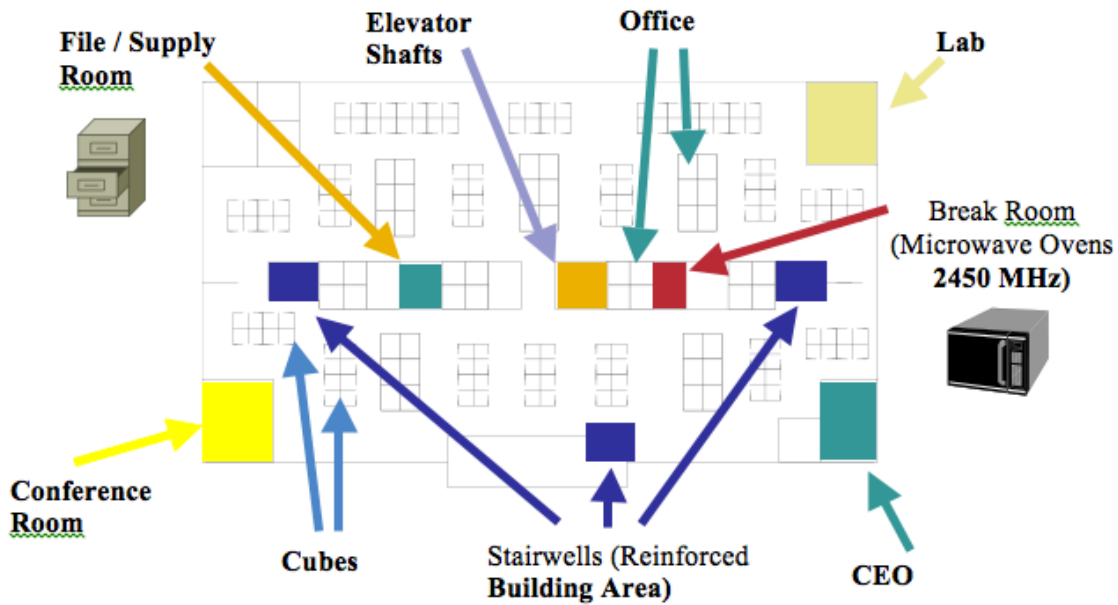 File / Supply
Room
Elevator
Shafts
Office
Lab
Break Room
(Microwave Ovens
2450 MHz)
Conference
Room
Cubes
Stairwells (Reinforced
Building Area)
CEO